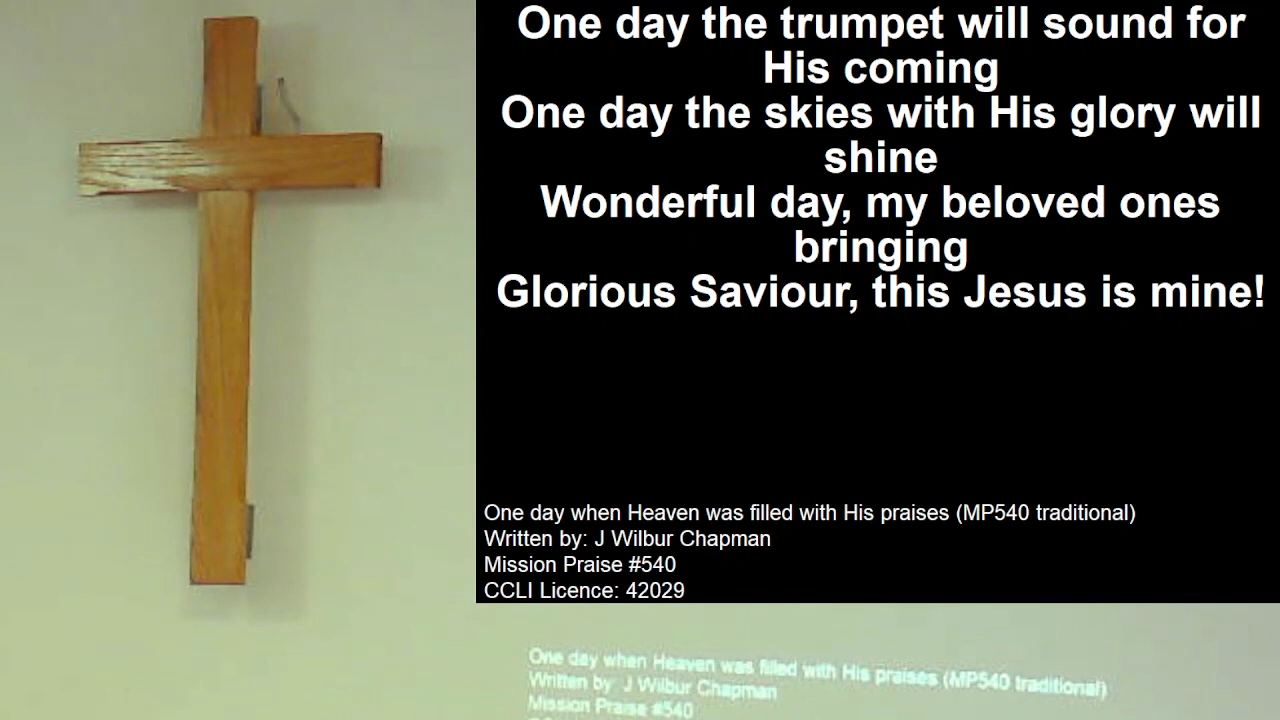 One day the trumpet will sound for
His coming
One day the skies with His glory will
shine
Wonderful day, my beloved ones
bringing
Glorious Saviour, this Jesus is mine!
One day when Heaven was filled with His praises (MP540 traditional)
Written by: J Wilbur Chapman
Mission Praise #540
CCLI Licence: 42029
One day when Heaven was filled with His praises (MP540 traditional)
Written by: J Wilbur Chapman
Mission Praise #540